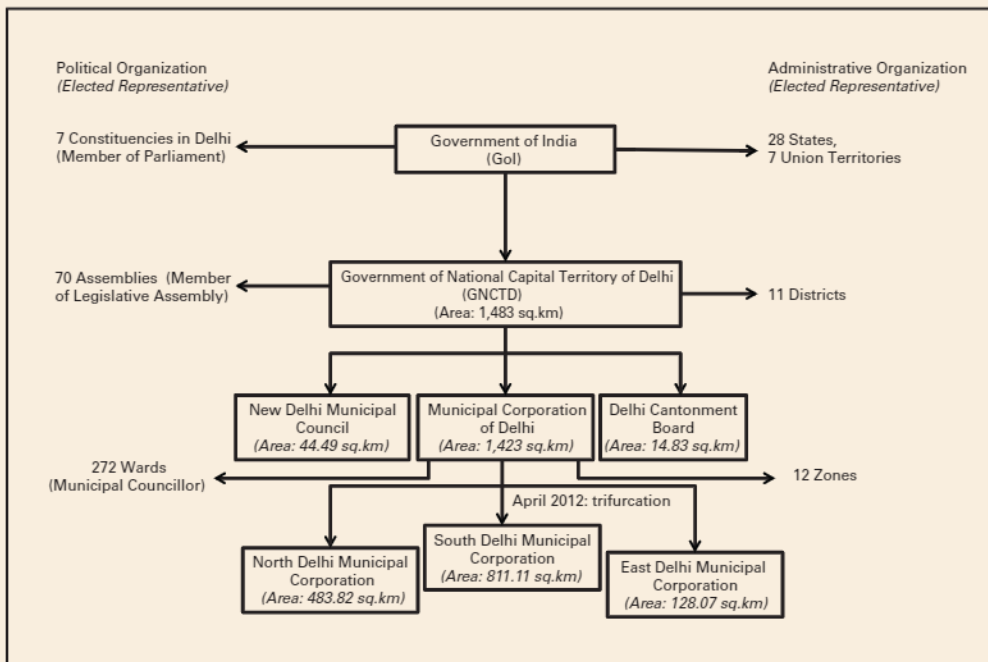 Political Organization
(Elected Representative)
Administrative Organization
(Elected Representative)
7 Constituencies in Delhi
(Member of Parliament)
Government of India
(GoI)
28 States,
7 Union Territories
70 Assemblies (Member
of Legislative Assembly)
Government of National Capital Territory of Delhi
(GNCTD)
(Area: 1,483 sq.km)
11 Districts
New Delhi Municipal
Council
(Area: 44.49 sq.km)
Municipal Corporation
of Delhi
(Area: 1,423 sq.km)
Delhi Cantonment
Board
(Area: 14.83 sq.km)
272 Wards
(Municipal Councillor)
12 Zones
April 2012: trifurcation
North Delhi Municipal
Corporation
(Area: 483.82 sq.km)
South Delhi Municipal
Corporation
(Area: 811.11 sq.km)
East Delhi Municipal
Corporation
(Area: 128.07 sq.km)